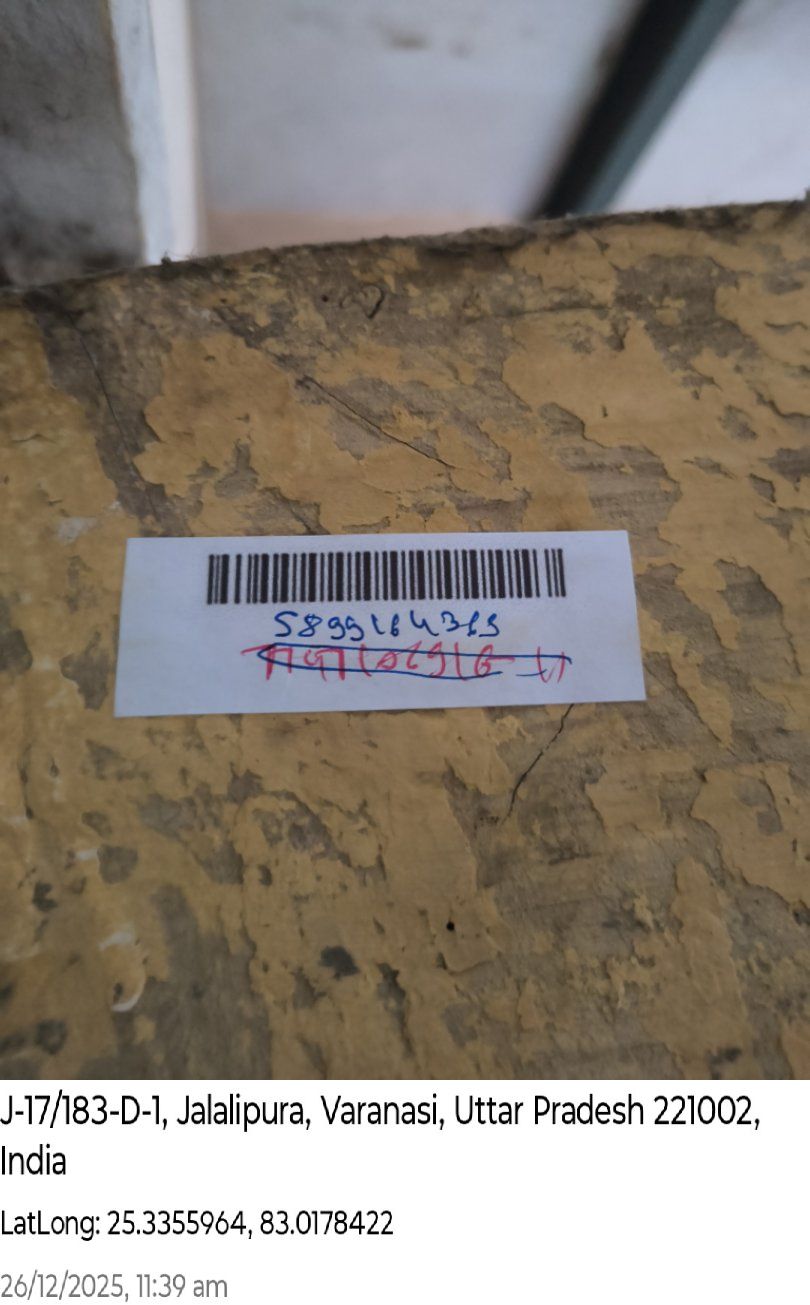 5899164369
J-17/183-D-1, Jalalipura, Varanasi, Uttar Pradesh 221002,
India
LatLong: 25.3355964, 83.0178422
26/12/2025, 11:39 am